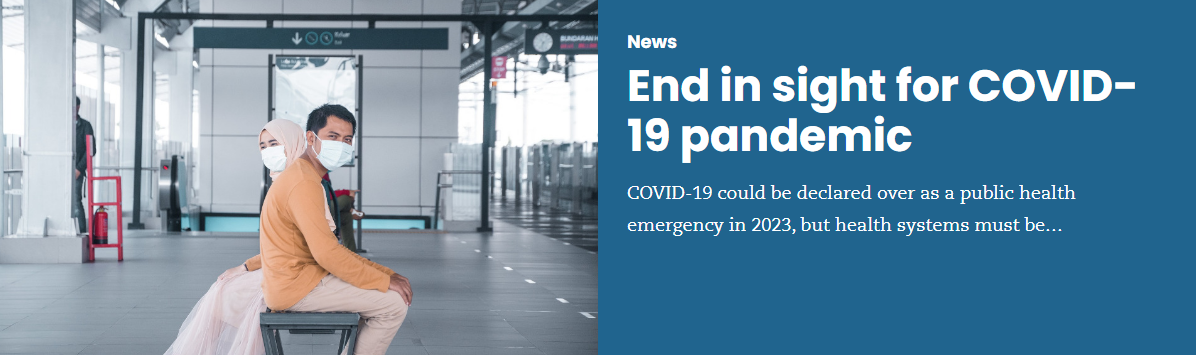 BUNDARAN H
News
End in sight for COVID-
19 pandemic
COVID-19 could be declared over as a public health
emergency in 2023, but health systems must be...